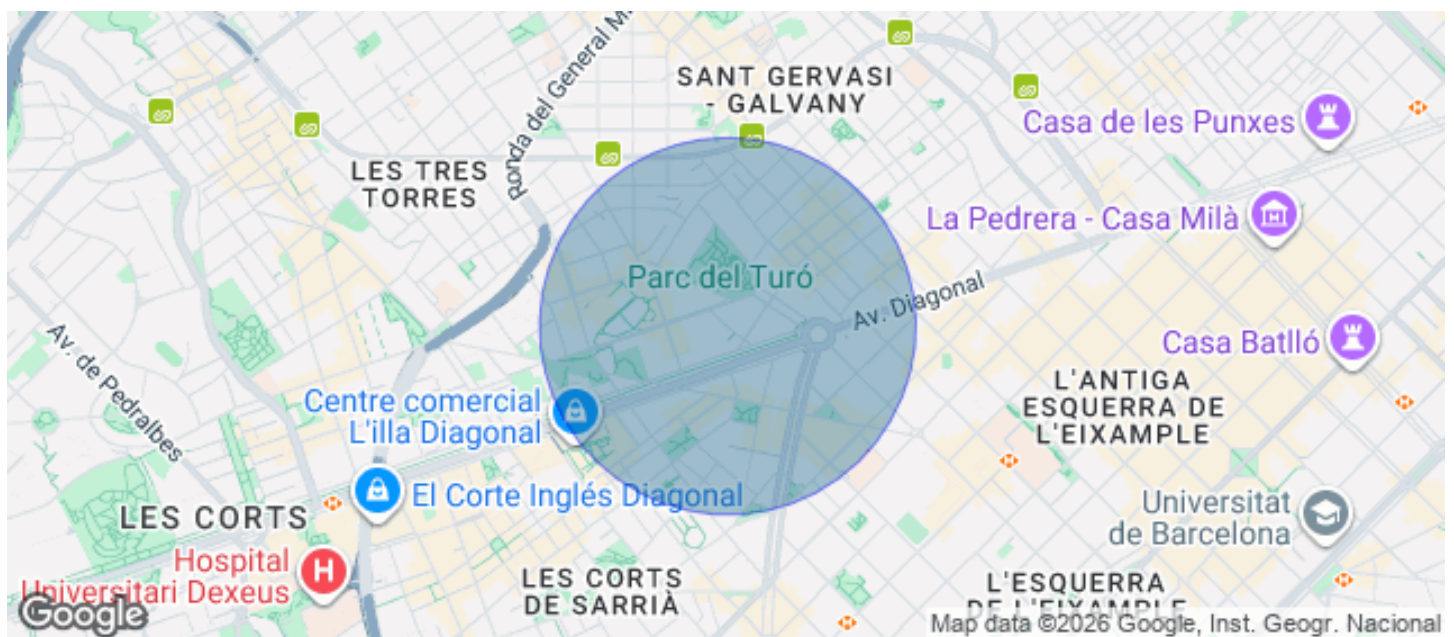 SANT GERVASI
- GALVANY
Ronda del General Mi
Casa de les Punxes
LES TRES
TORRES
La Pedrera - Casa Milà
Parc del Turó
Av. Diagonal
Av. de Pedralbes
Casa Batlló
L'ANTIGA
ESQUERRA DE
L'EIXAMPLE
Centre comercial
L'illa Diagonal
El Corte Inglés Diagonal
LES CORTS
Universitat
de Barcelona
Hospital
Universitari Dexeus
H
LES CORTS
DE SARRIÀ
L'ESQUERRA
DE L'EIXAMPLE
Google
Map data ©2026 Google, Inst. Geogr. Nacional